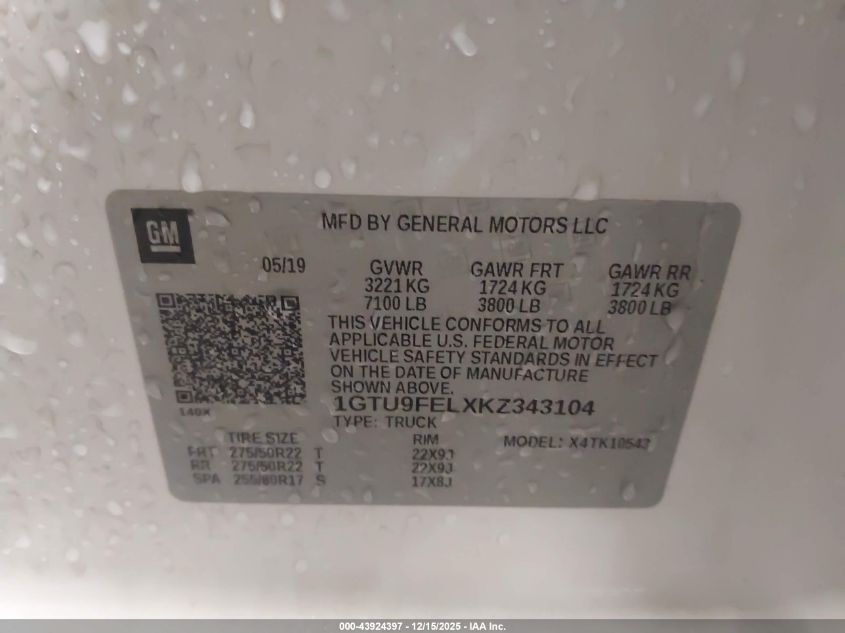 GM
MFD BY GENERAL MOTORS LLC
05/19 GVWR GAWR FRT GAWR RR
3221 KG 1724 KG 1724 KG
7100 LB 3800 LB 3800 LB
THIS VEHICLE CONFORMS TO ALL
APPLICABLE U.S. FEDERAL MOTOR
VEHICLE SAFETY STANDARDS IN EFFECT
ON THE DATE OF MANUFACTURE
SHOWN ABOVE.
1GTU9FELXKZ343104
140X
TYPE: TRUCK
TIRE SIZE RIM MODEL: X4TK10543
FRT 275/50R22 T 22X9J
RR 275/50R22 T 22X9J
SPA 255/80R17 S 17X8J
000-43924397 - 12/15/2025 - IAA Inc.